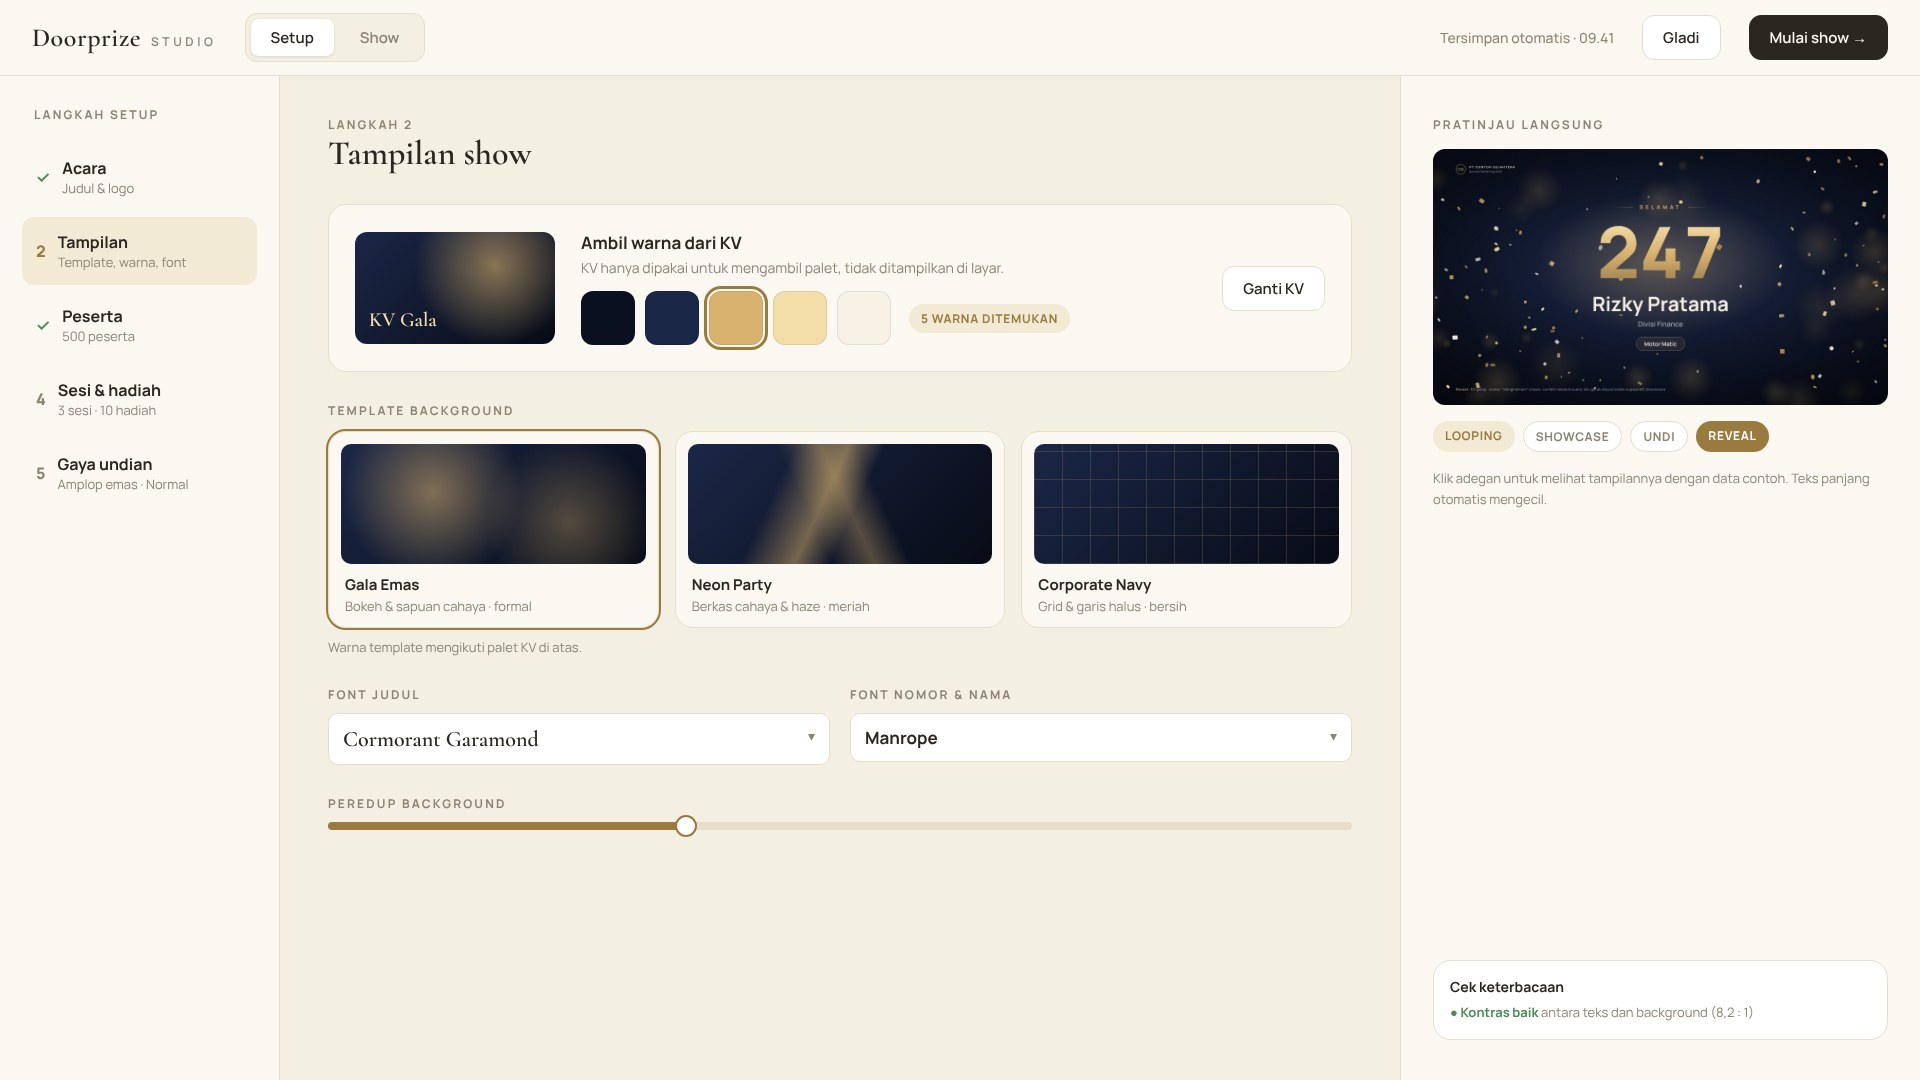 Doorprize STUDIO
Setup
Show
Tersimpan otomatis · 09.41
Gladi
Mulai show →
LANGKAH SETUP
✓ Acara
Judul & logo
2 Tampilan
Template, warna, font
✓ Peserta
500 peserta
4 Sesi & hadiah
3 sesi · 10 hadiah
5 Gaya undian
Amplop emas · Normal
LANGKAH 2
Tampilan show
KV Gala
Ambil warna dari KV
KV hanya dipakai untuk mengambil palet, tidak ditampilkan di layar.
5 WARNA DITEMUKAN
Ganti KV
TEMPLATE BACKGROUND
Gala Emas
Bokeh & sapuan cahaya · formal
Neon Party
Berkas cahaya & haze · meriah
Corporate Navy
Grid & garis halus · bersih
Warna template mengikuti palet KV di atas.
FONT JUDUL
Cormorant Garamond
FONT NOMOR & NAMA
Manrope
PEREDUP BACKGROUND
PRATINJAU LANGSUNG
SELAMAT
247
Rizky Pratama
Divisi Finance
Motor Matic
LOOPING
SHOWCASE
UNDI
REVEAL
Klik adegan untuk melihat tampilannya dengan data contoh. Teks panjang
otomatis mengecil.
Cek keterbacaan
● Kontras baik antara teks dan background (8,2 : 1)